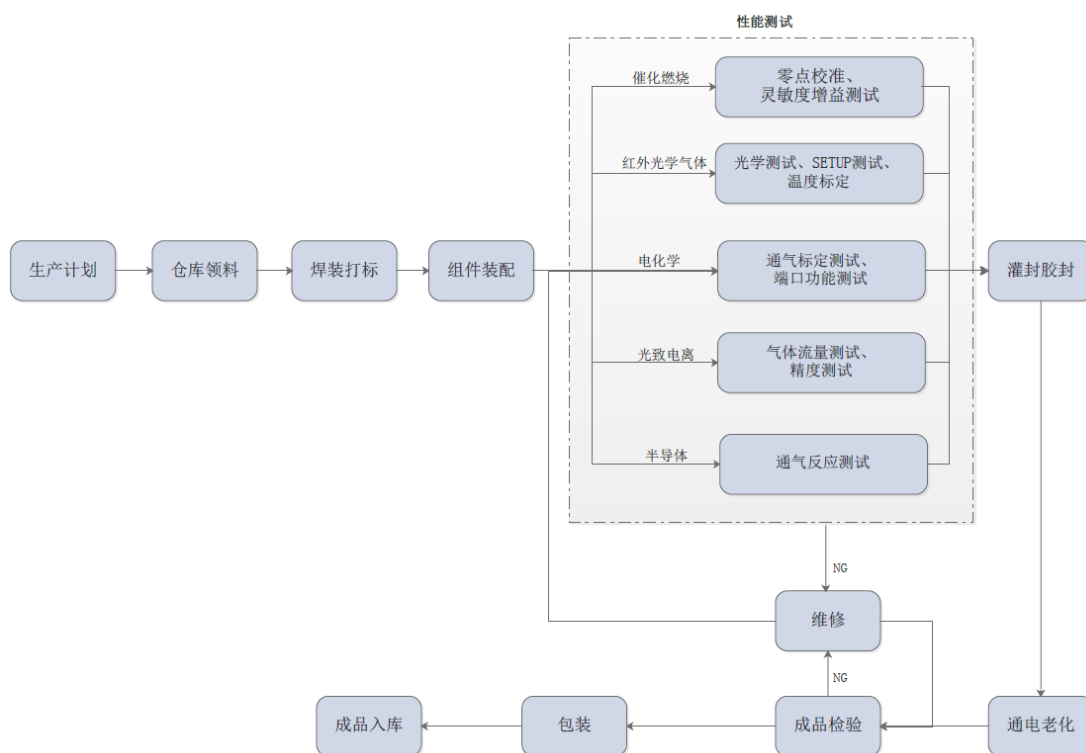 性能测试
催化燃烧
零点校准、
灵敏度增益测试
红外光学气体
光学测试、SETUP测试、
温度标定
生产计划
仓库领料
焊装打标
组件装配
电化学
通气标定测试、
端口功能测试
灌封胶封
光致电离
气体流量测试、
精度测试
半导体
通气反应测试
NG
维修
NG
成品入库
包装
成品检验
通电老化